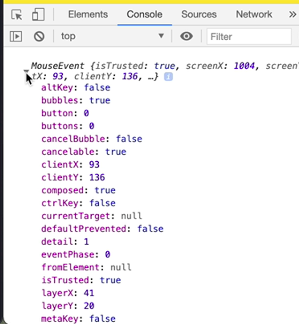 Elements Console Sources »
top Filter
MouseEvent {isTrusted: true, screenX: 1004, screen
tX: 93, clientY: 136, …} i
altKey: false
bubbles: true
button: 0
buttons: 0
cancelBubble: false
cancelable: true
clientX: 93
clientY: 136
composed: true
ctrlKey: false
currentTarget: null
defaultPrevented: false
detail: 1
eventPhase: 0
fromElement: null
isTrusted: true
layerX: 41
layerY: 20
metaKey: false